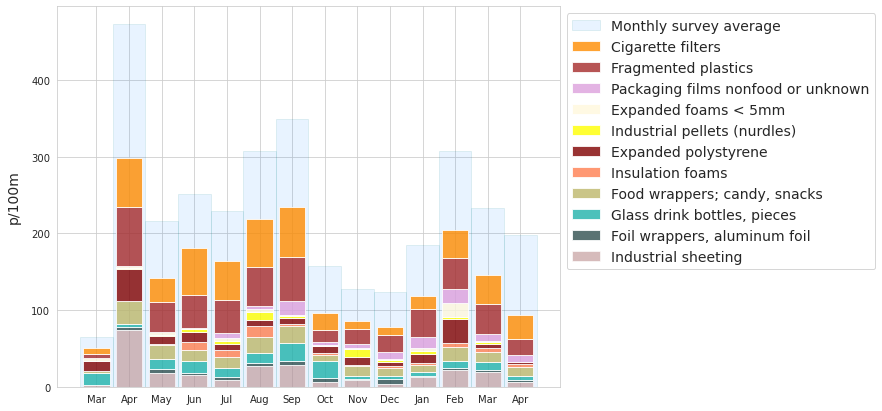 p/100m
400
300
200
100
0
Mar Apr May Jun Jul Aug Sep Oct Nov Dec Jan Feb Mar Apr
Monthly survey average
Cigarette filters
Fragmented plastics
Packaging films nonfood or unknown
Expanded foams < 5mm
Industrial pellets (nurdles)
Expanded polystyrene
Insulation foams
Food wrappers; candy, snacks
Glass drink bottles, pieces
Foil wrappers, aluminum foil
Industrial sheeting